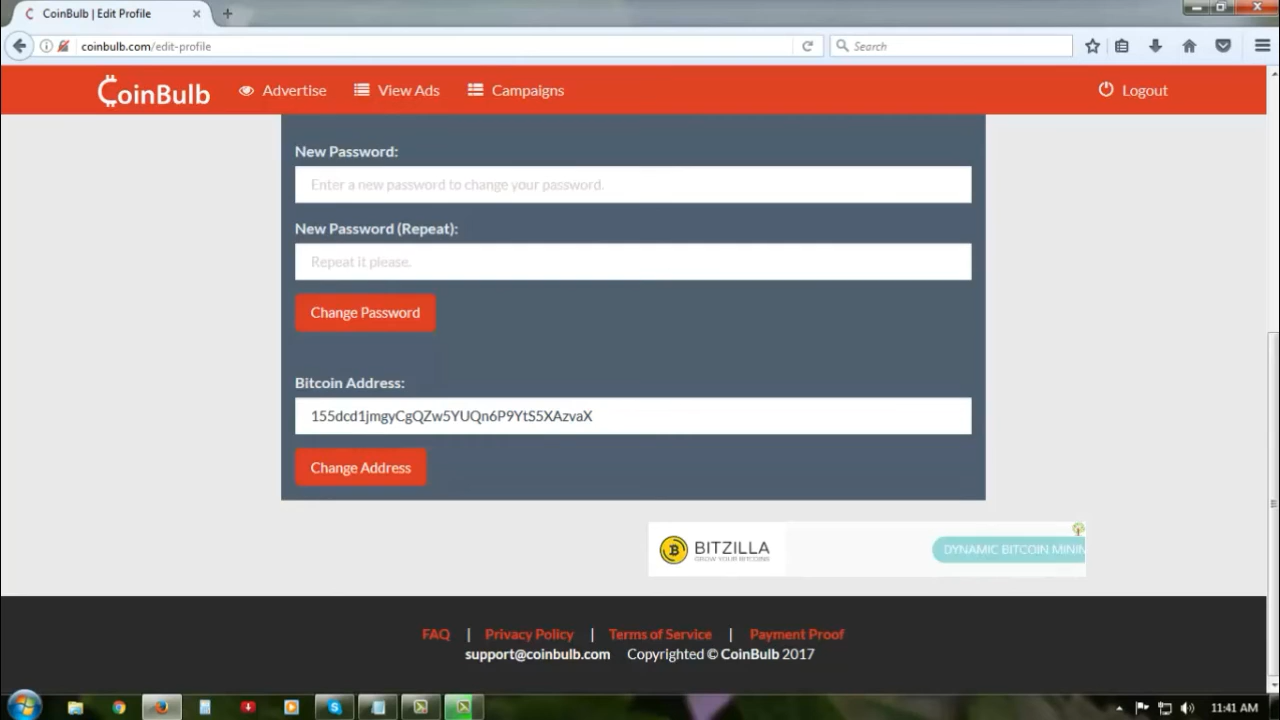 CoinBulb | Edit Profile
coinbulb.com/edit-profile
Search
CoinBulb
Advertise
View Ads
Campaigns
Logout
New Password:
Enter a new password to change your password.
New Password (Repeat):
Repeat it please.
Change Password
Bitcoin Address:
155dcd1jmgyCgQZw5YUQn6P9YtS5XAzvaX
Change Address
BITZILLA
GROW YOUR BITCOINS
DYNAMIC BITCOIN MININ
FAQ | Privacy Policy | Terms of Service | Payment Proof
support@coinbulb.com Copyrighted © CoinBulb 2017
11:41 AM